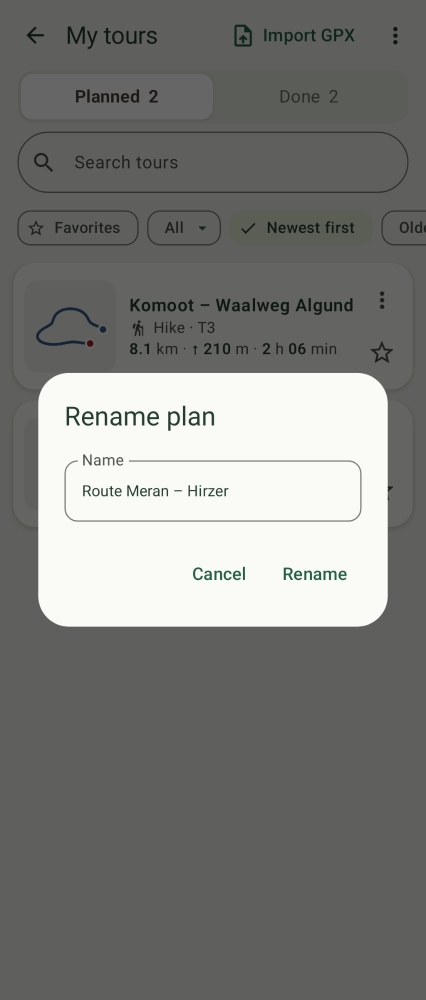 My tours
Import GPX
Planned 2
Done 2
Search tours
Favorites
All
Newest first
Olde
Komoot – Waalweg Algund
Hike · T3
8.1 km · ↑ 210 m · 2 h 06 min
Rename plan
Name
Route Meran – Hirzer
Cancel
Rename